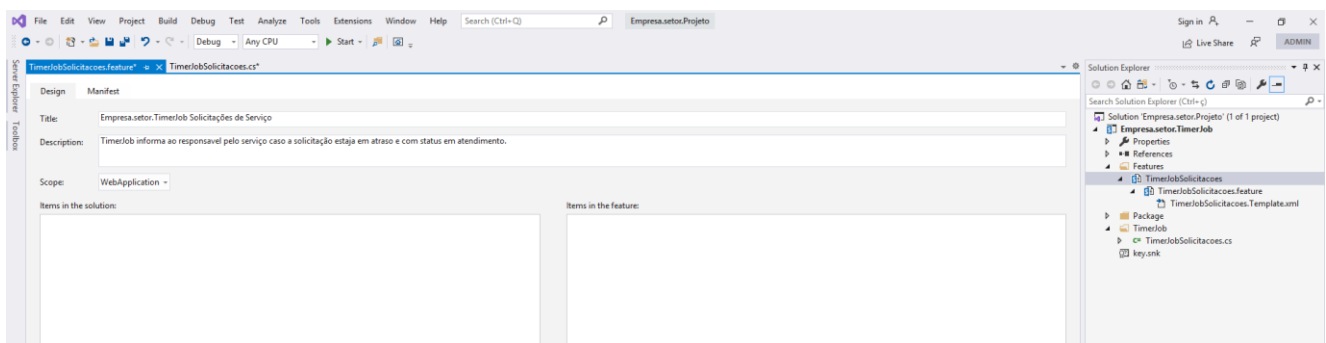 File Edit View Project Build Debug Test Analyze Tools Extensions Window Help Search (Ctrl+Q) Empresa.setor.Projeto Sign in
Debug Any CPU Start Live Share ADMIN
Server Explorer
Toolbox
TimerJobSolicitacoes.feature* TimerJobSolicitacoes.cs*
Design Manifest
Title: Empresa.setor.TimerJob Solicitações de Serviço
Description: TimerJob informa ao responsavel pelo serviço caso a solicitação estaja em atraso e com status em atendimento.
Scope: WebApplication
Items in the solution: Items in the feature:
Solution Explorer
Search Solution Explorer (Ctrl+ç)
Solution 'Empresa.setor.Projeto' (1 of 1 project)
Empresa.setor.TimerJob
Properties
References
Features
TimerJobSolicitacoes
TimerJobSolicitacoes.feature
TimerJobSolicitacoes.Template.xml
Package
TimerJob
C# TimerJobSolicitacoes.cs
key.snk